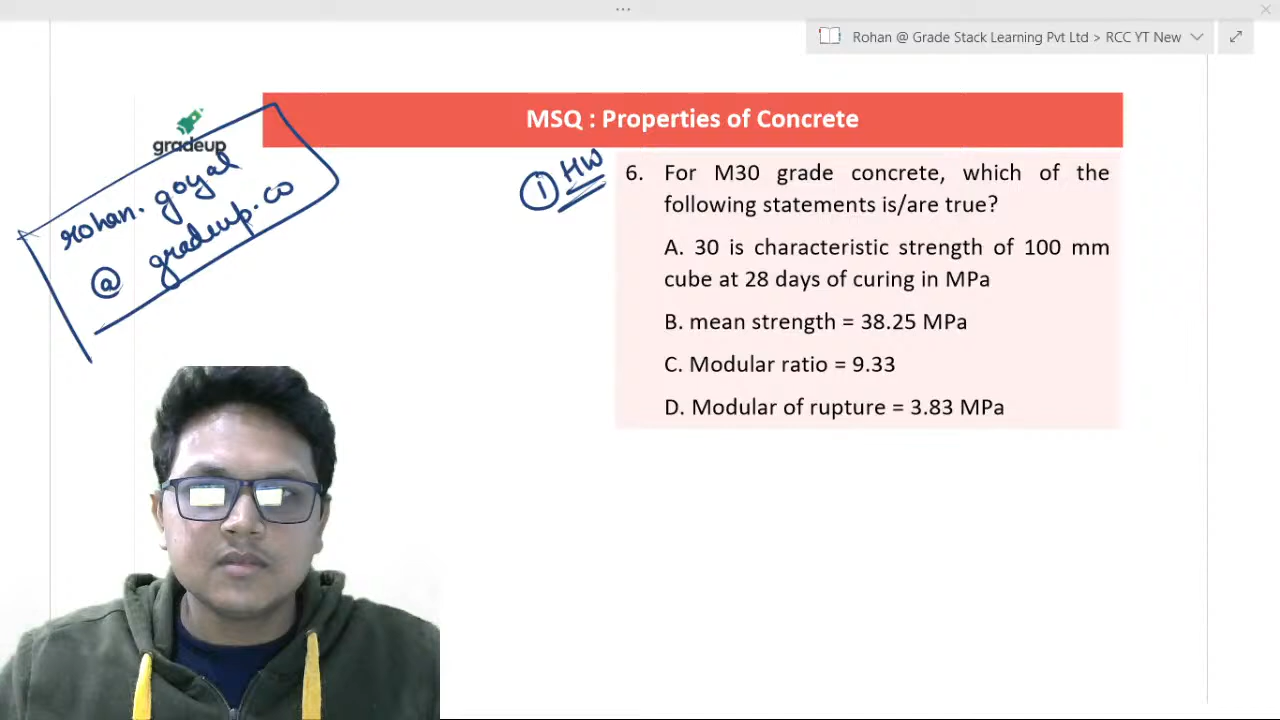 Rohan @ Grade Stack Learning Pvt Ltd > RCC YT New
MSQ : Properties of Concrete
gradeup
rohan. goyal
@ gradeup.co
① HW
6. For M30 grade concrete, which of the
following statements is/are true?
A. 30 is characteristic strength of 100 mm
cube at 28 days of curing in MPa
B. mean strength = 38.25 MPa
C. Modular ratio = 9.33
D. Modular of rupture = 3.83 MPa